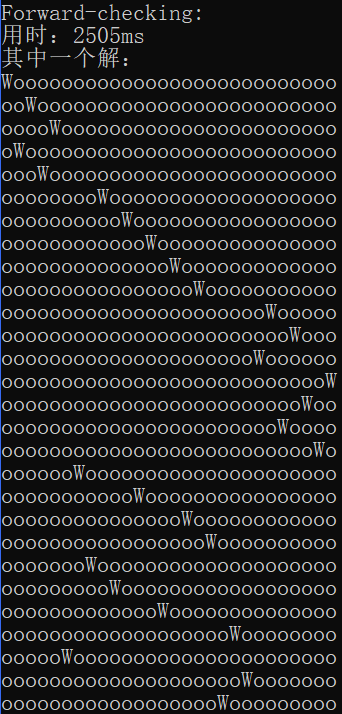 Forward-checking:
用时：2505ms
其中一个解：
Wooooooooooooooooooooooooooo
ooWooooooooooooooooooooooooo
ooooWooooooooooooooooooooooo
oWoooooooooooooooooooooooooo
oooWoooooooooooooooooooooooo
ooooooooWooooooooooooooooooo
ooooooooooWooooooooooooooooo
ooooooooooooWooooooooooooooo
ooooooooooooooWooooooooooooo
ooooooooooooooooWooooooooooo
ooooooooooooooooooooooWooooo
ooooooooooooooooooooooooWooo
oooooooooooooooooooooWoooooo
oooooooooooooooooooooooooooW
oooooooooooooooooooooooooWoo
oooooooooooooooooooooooWoooo
ooooooooooooooooooooooooooWo
ooooooWooooooooooooooooooooo
oooooooooooWoooooooooooooooo
oooooooooooooooWoooooooooooo
oooooooooooooooooWoooooooooo
oooooooWoooooooooooooooooooo
oooooooooWoooooooooooooooooo
oooooooooooooWoooooooooooooo
oooooooooooooooooooWoooooooo
oooooWoooooooooooooooooooooo
ooooooooooooooooooooWooooooo
ooooooooooooooooooWooooooooo